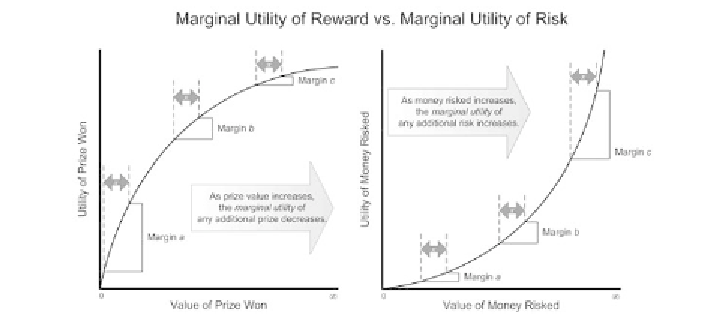 Marginal Utility of Reward vs. Marginal Utility of Risk
Utility of Prize Won
Margin c
Margin b
Margin a
As prize value increases,
the marginal utility of
any additional prize decreases.
0
∞
Value of Prize Won
Utility of Money Risked
As money risked increases,
the marginal utility of
any additional risk increases.
Margin c
Margin b
Margin a
0
∞
Value of Money Risked